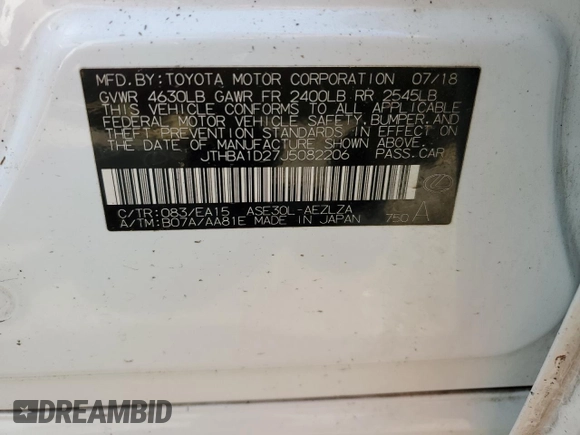 MFD.BY:TOYOTA MOTOR CORPORATION 07/18
GVWR 4630LB GAWR FR 2400LB RR 2545LB
THIS VEHICLE CONFORMS TO ALL APPLICABLE
FEDERAL MOTOR VEHICLE SAFETY,BUMPER,AND
THEFT PREVENTION STANDARDS IN EFFECT ON
THE DATE OF MANUFACTURE SHOWN ABOVE.
JTHBA1D27J5082206 PASS.CAR
C/TR:083/EA15 ASE30L-AEZLZA
A/TM:B07A/AA81E MADE IN JAPAN 750 A
DREAMBID